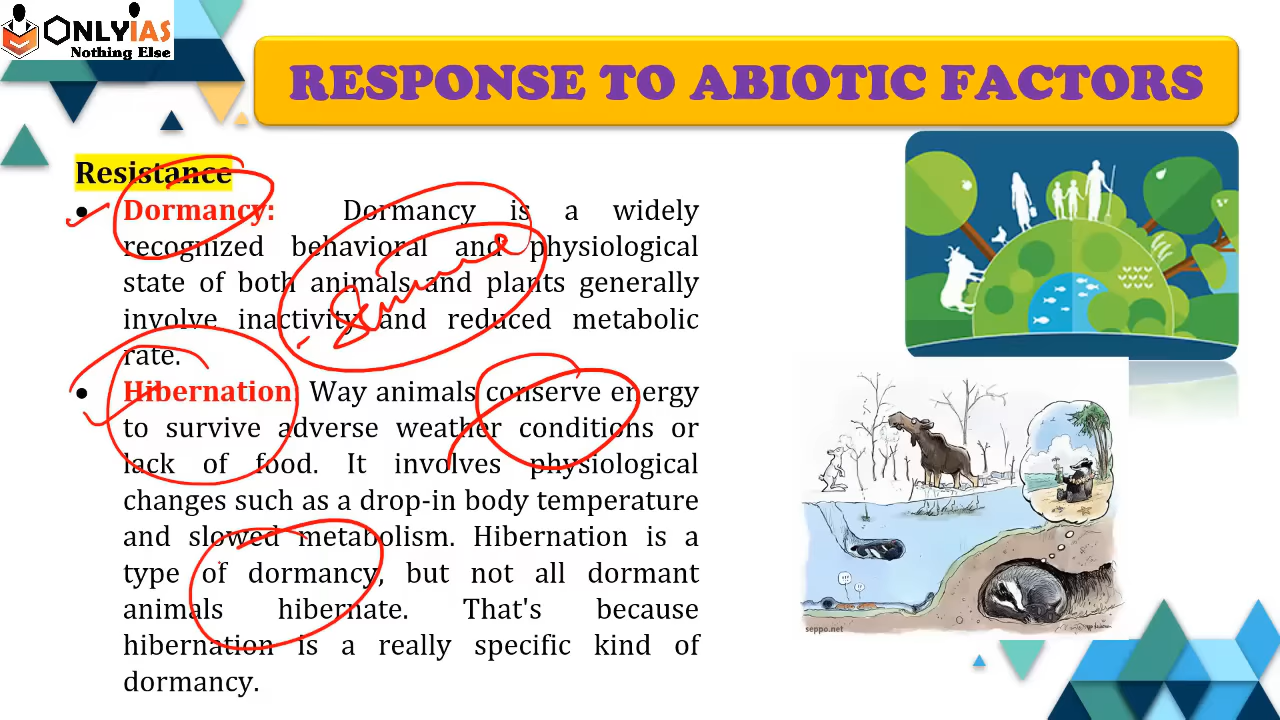 ONLYIAS
Nothing Else
RESPONSE TO ABIOTIC FACTORS
Resistance
• Dormancy: Dormancy is a widely
recognized behavioral and physiological
state of both animals and plants generally
involve inactivity and reduced metabolic
rate.
• Hibernation: Way animals conserve energy
to survive adverse weather conditions or
lack of food. It involves physiological
changes such as a drop-in body temperature
and slowed metabolism. Hibernation is a
type of dormancy, but not all dormant
animals hibernate. That's because
hibernation is a really specific kind of
dormancy.
seppo.net